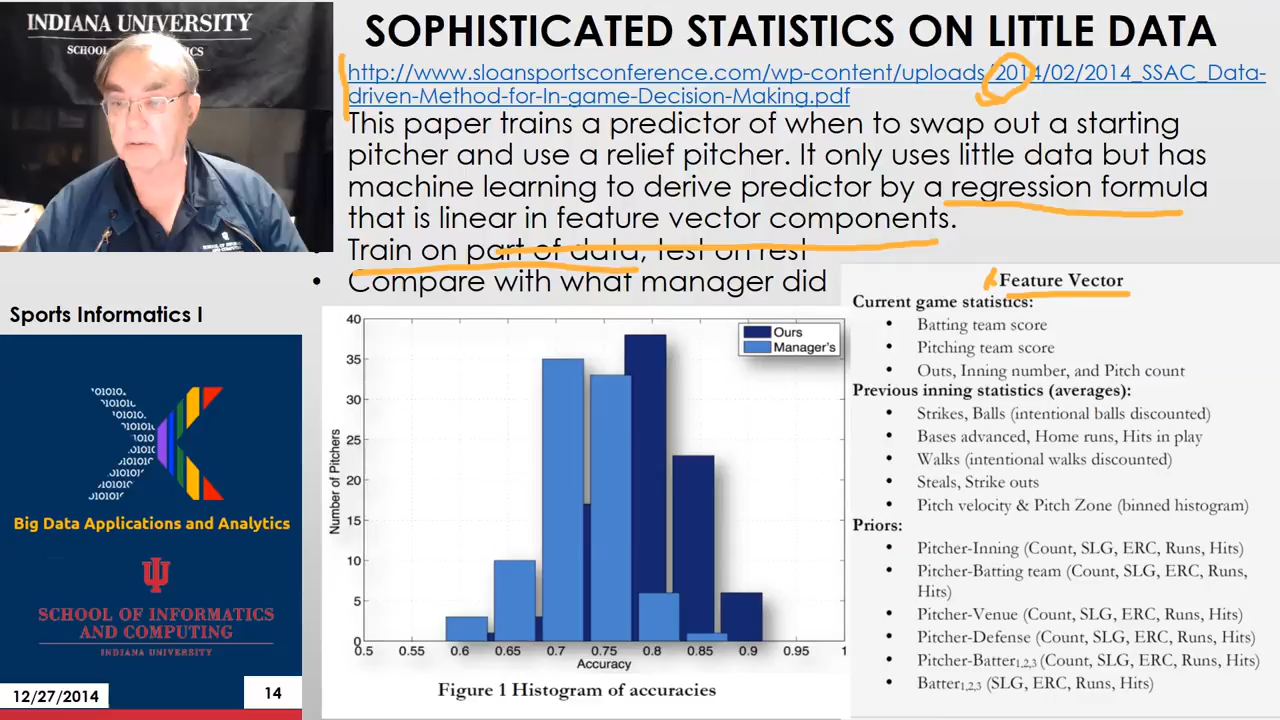 INDIANA UNIVERSITY
SOPHISTICATED STATISTICS ON LITTLE DATA
http://www.sloansportsconference.com/wp-content/uploads/2014/02/2014_SSAC_Data-
driven-Method-for-In-game-Decision-Making.pdf
This paper trains a predictor of when to swap out a starting
pitcher and use a relief pitcher. It only uses little data but has
machine learning to derive predictor by a regression formula
that is linear in feature vector components.
• Train on part of data, test on rest
• Compare with what manager did
Sports Informatics I
Big Data Applications and Analytics
SCHOOL OF INFORMATICS
AND COMPUTING
INDIANA UNIVERSITY
12/27/2014
14
40
35
30
25
20
15
10
5
0
Number of Pitchers
Ours
Manager's
0.5 0.55 0.6 0.65 0.7 0.75 0.8 0.85 0.9 0.95 1
Accuracy
Figure 1 Histogram of accuracies
Feature Vector
Current game statistics:
• Batting team score
• Pitching team score
• Outs, Inning number, and Pitch count
Previous inning statistics (averages):
• Strikes, Balls (intentional balls discounted)
• Bases advanced, Home runs, Hits in play
• Walks (intentional walks discounted)
• Steals, Strike outs
• Pitch velocity & Pitch Zone (binned histogram)
Priors:
• Pitcher-Inning (Count, SLG, ERC, Runs, Hits)
• Pitcher-Batting team (Count, SLG, ERC, Runs,
Hits)
• Pitcher-Venue (Count, SLG, ERC, Runs, Hits)
• Pitcher-Defense (Count, SLG, ERC, Runs, Hits)
• Pitcher-Batter1,2,3 (Count, SLG, ERC, Runs, Hits)
• Batter1,2,3 (SLG, ERC, Runs, Hits)